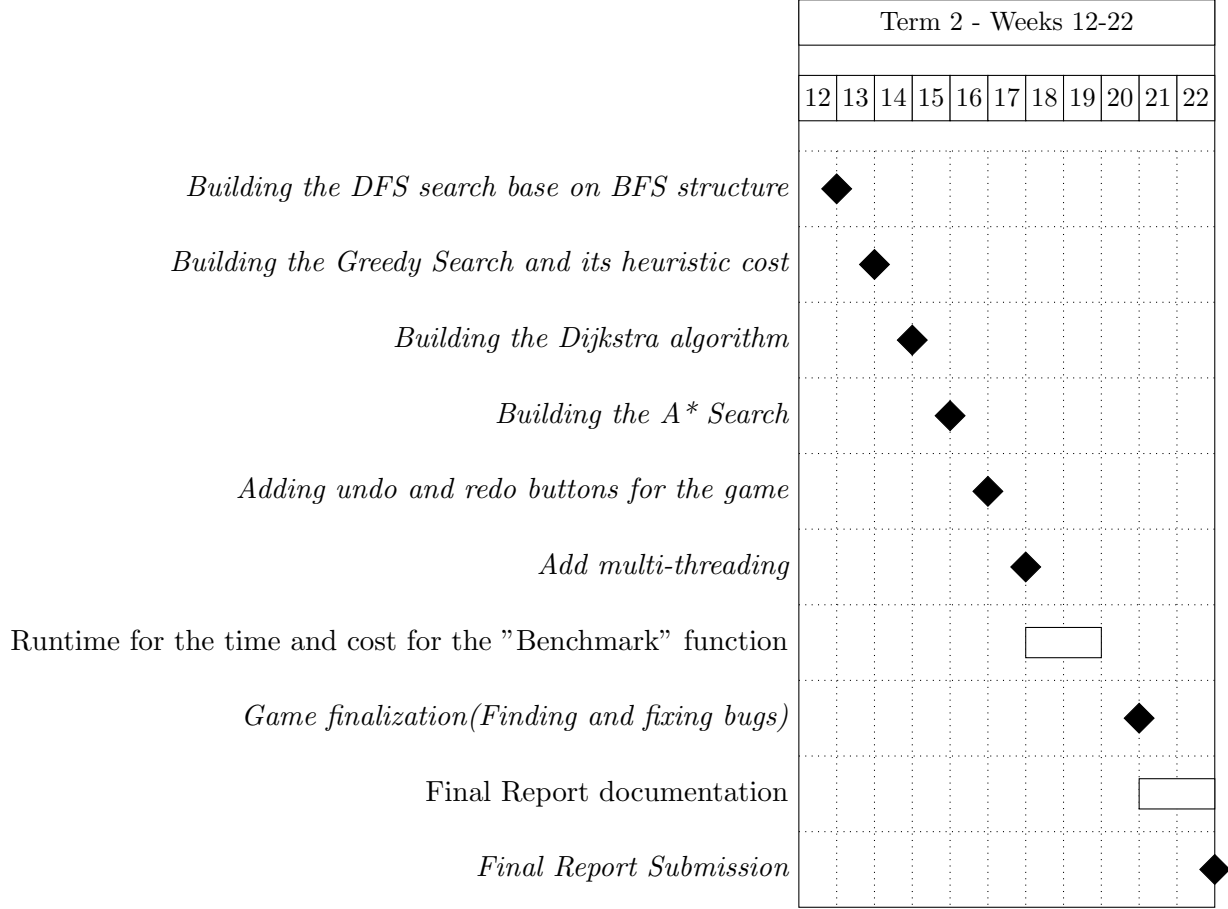 Term 2 - Weeks 12-22
12 13 14 15 16 17 18 19 20 21 22
Building the DFS search base on BFS structure
Building the Greedy Search and its heuristic cost
Building the Dijkstra algorithm
Building the A* Search
Adding undo and redo buttons for the game
Add multi-threading
Runtime for the time and cost for the ”Benchmark” function
Game finalization(Finding and fixing bugs)
Final Report documentation
Final Report Submission